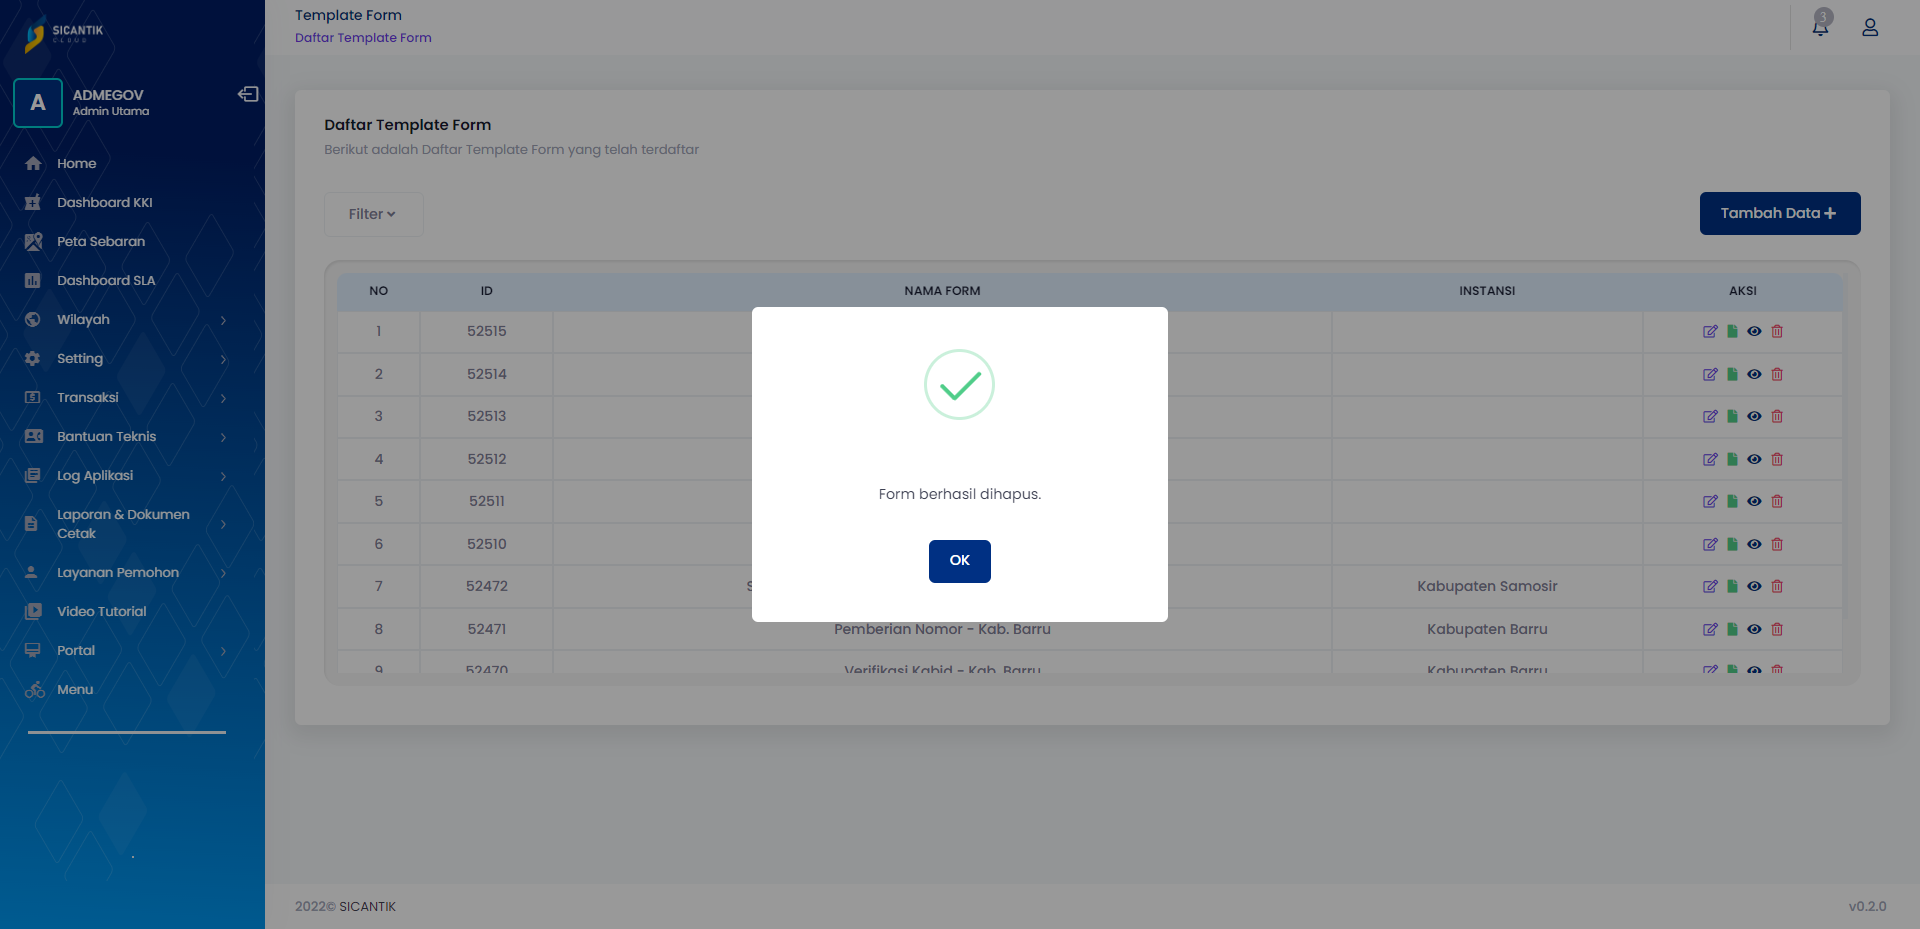 SICANTIK
CLOUD
A
ADMEGOV
Admin Utama
Home
Dashboard KKI
Peta Sebaran
Dashboard SLA
Wilayah
Setting
Transaksi
Bantuan Teknis
Log Aplikasi
Laporan & Dokumen
Cetak
Layanan Pemohon
Video Tutorial
Portal
Menu
Template Form
Daftar Template Form
3
Daftar Template Form
Berikut adalah Daftar Template Form yang telah terdaftar
Filter
Tambah Data +
NO ID NAMA FORM INSTANSI AKSI
1 52515
2 52514
3 52513
4 52512
5 52511
6 52510
7 52472 S Kabupaten Samosir
8 52471 Pemberian Nomor - Kab. Barru Kabupaten Barru
9 52470 Verifikasi Kabid - Kab. Barru Kabupaten Barru
Form berhasil dihapus.
OK
2022© SICANTIK
v0.2.0